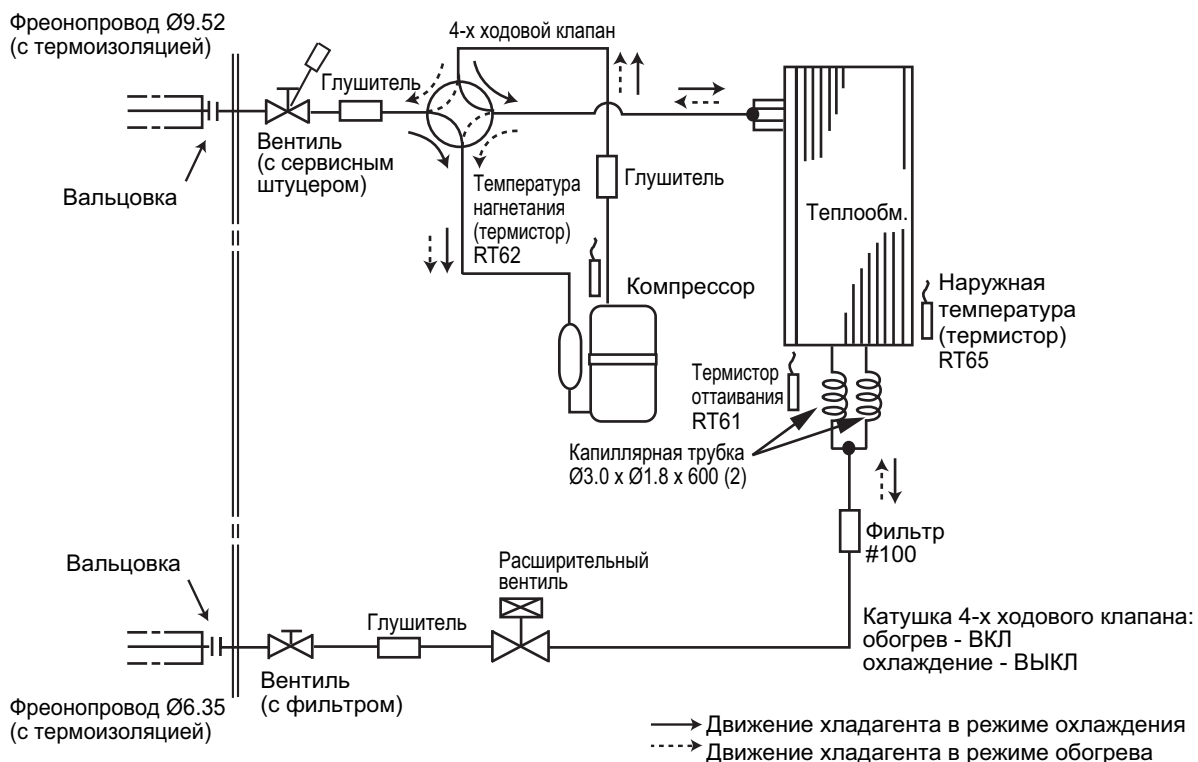 Фреонопровод Ø9.52
(с термоизоляцией)
4-х ходовой клапан
Глушитель
Вентиль
(с сервисным
штуцером)
Вальцовка
Температура
нагнетания
(термистор)
RT62
Глушитель
Теплообм.
Компрессор
Наружная
температура
(термистор)
RT65
Термистор
оттаивания
RT61
Капиллярная трубка
Ø3.0 x Ø1.8 x 600 (2)
Фильтр
#100
Вальцовка
Расширительный
вентиль
Глушитель
Катушка 4-х ходового клапана:
обогрев - ВКЛ
охлаждение - ВЫКЛ
Вентиль
(с фильтром)
Фреонопровод Ø6.35
(с термоизоляцией)
Движение хладагента в режиме охлаждения
Движение хладагента в режиме обогрева